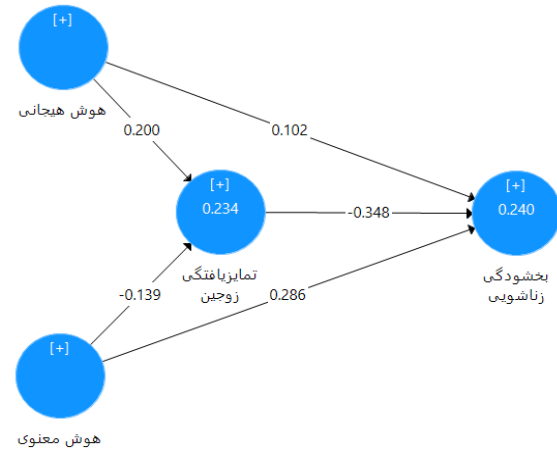 [+]
هوش هیجانی
0.200
0.102
[+]
0.234
تمایزیافتگی
زوجین
-0.348
[+]
0.240
بخشودگی
زناشویی
-0.139
0.286
[+]
هوش معنوی